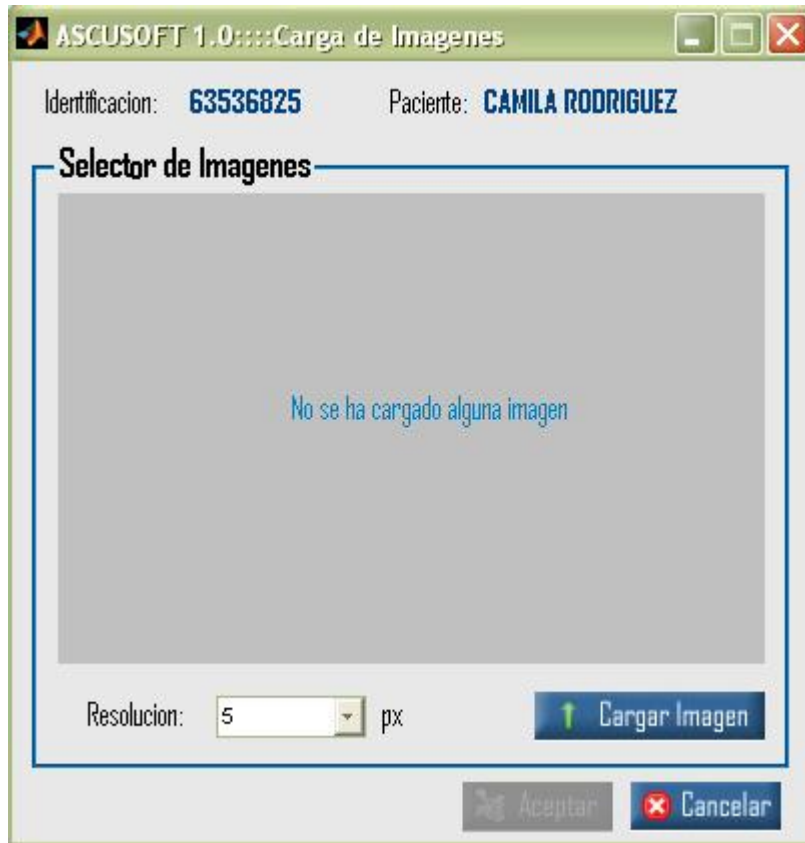 ASCUSOFT 1.0::::Carga de Imagenes
Identificacion: 63536825 Paciente: CAMILA RODRIGUEZ
Selector de Imagenes
No se ha cargado alguna imagen
Resolucion: 5 px Cargar Imagen
Aceptar Cancelar